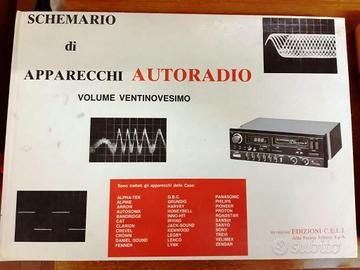 SCHEMARIO
di
APPARECCHI AUTORADIO
VOLUME VENTINOVESIMO
Sono trattati gli apparecchi delle Case:
ALPHA-TEK G.B.C. PANASONIC
ALPINE GRUNDIG PHILIPS
ARROW HARVEY PIONEER
AUTOSONIK HONEYBELL PROTON
BANDRIDGE INNO-HIT ROADSTAR
CAT IRVING SANSUI
CLARION JACK-SOUND SANYO
CREVEL KENWOOD SONY
CROWN LEGBY TREVI
DANIEL SOUND LENCO VELIMEX
FENNER LYNX ZENDAR
EDIZIONI C.E.L.I.
subito